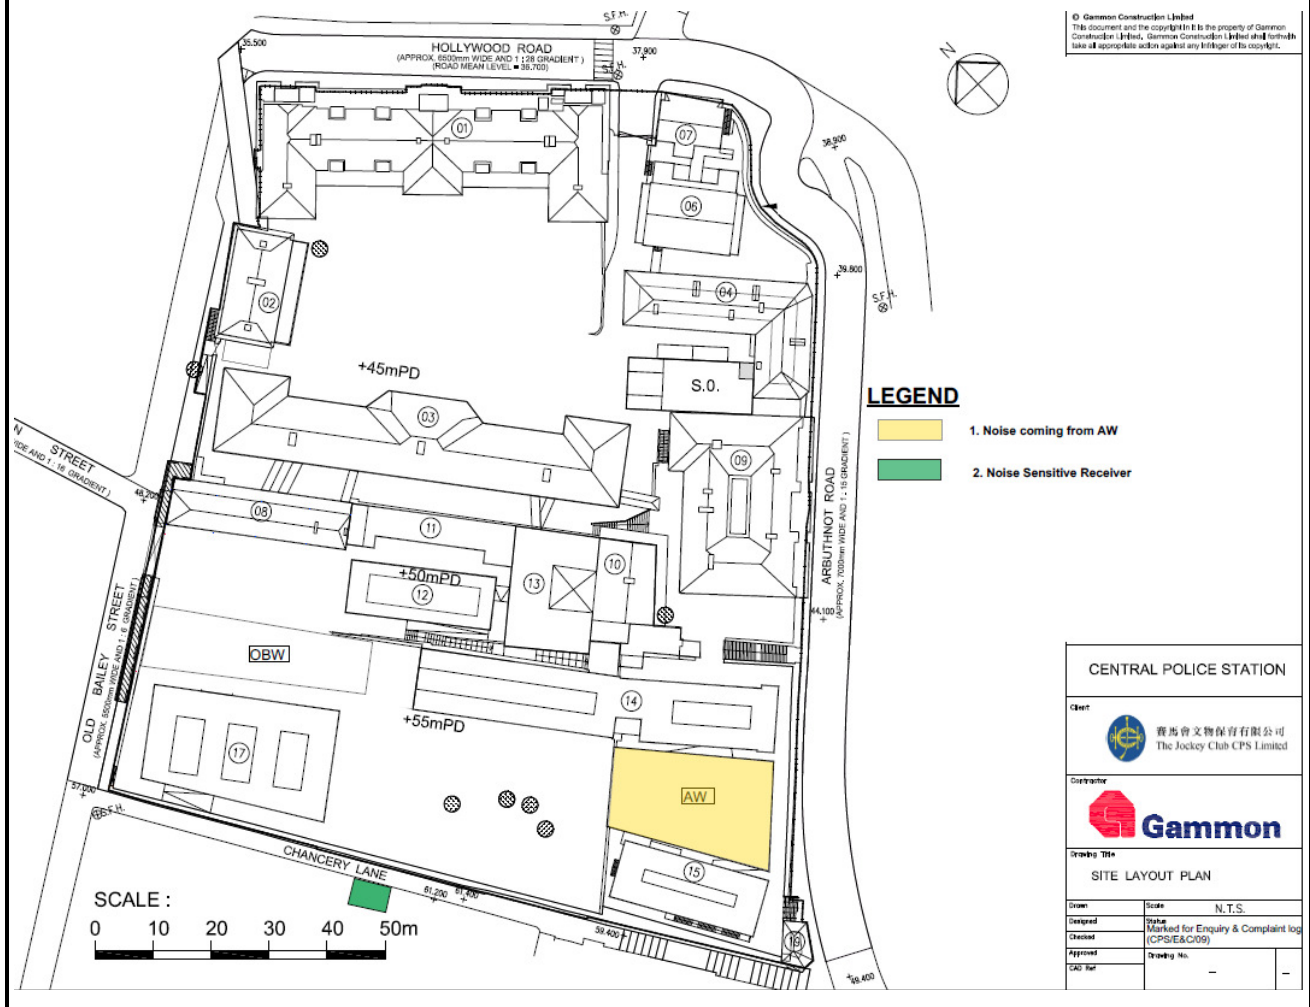 © Gammon Construction Limited
This document and the copyright in it is the property of Gammon
Construction Limited. Gammon Construction Limited shall forthwith
take all appropriate action against any infringer of its copyright.
S.F.H.
35.500
HOLLYWOOD ROAD
(APPROX. 6500mm WIDE AND 1 : 28 GRADIENT )
(ROAD MEAN LEVEL = 36.700)
37.900
S.F.H.
N
01
07
38.900
06
39.800
02
04
S.F.H.
+45mPD
S.O.
LEGEND
1. Noise coming from AW
2. Noise Sensitive Receiver
03
09
N STREET
IDE AND 1 : 16 GRADIENT )
48.200
08
11
10
13
+50mPD
12
ARBUTHNOT ROAD
(APPROX. 7000mm WIDE AND 1 : 15 GRADIENT )
44.100
OLD BAILEY STREET
(APPROX. 5500mm WIDE AND 1 : 6 GRADIENT)
OBW
14
+55mPD
17
AW
57.000
S.F.H.
CHANCERY LANE
15
61.200
61.400
59.400
19
49.400
SCALE :
0 10 20 30 40 50m
CENTRAL POLICE STATION
Client
賽馬會文物保育有限公司
The Jockey Club CPS Limited
Contractor
Gammon
Drawing Title
SITE LAYOUT PLAN
Drawn
Scale
N.T.S.
Designed
Status
Marked for Enquiry & Complaint log
Checked
(CPS/E&C/09)
Approved
Drawing No.
CAD Ref
–
–